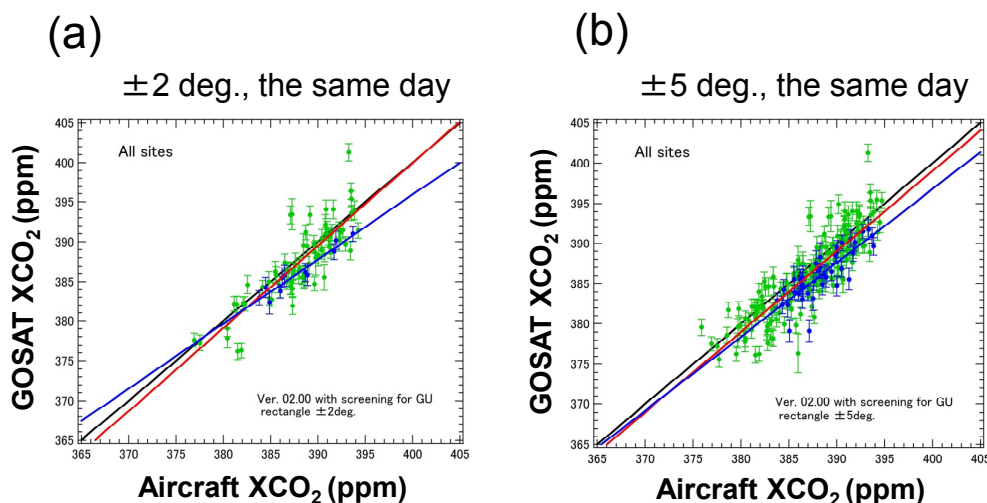 (a)
±2 deg., the same day
GOSAT XCO₂ (ppm)
405
400
395
390
385
380
375
370
365
All sites
Ver. 02.00 with screening for GU
rectangle ±2deg.
365 370 375 380 385 390 395 400 405
Aircraft XCO₂ (ppm)
(b)
±5 deg., the same day
GOSAT XCO₂ (ppm)
405
400
395
390
385
380
375
370
365
All sites
Ver. 02.00 with screening for GU
rectangle ±5deg.
365 370 375 380 385 390 395 400 405
Aircraft XCO₂ (ppm)